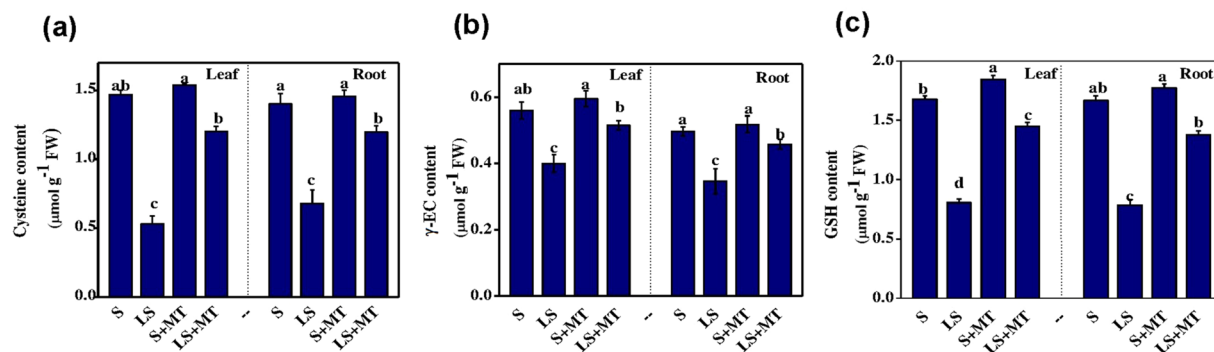 (a)
Cysteine content
(μmol g-1 FW)
1.5
1.0
0.5
0.0
Leaf
Root
ab
c
a
b
a
c
a
b
S
LS
S+MT
LS+MT
--
S
LS
S+MT
LS+MT
(b)
γ-EC content
(μmol g-1 FW)
0.6
0.4
0.2
0.0
Leaf
Root
ab
c
a
b
a
c
a
b
S
LS
S+MT
LS+MT
--
S
LS
S+MT
LS+MT
(c)
GSH content
(μmol g-1 FW)
2.0
1.5
1.0
0.5
0.0
Leaf
Root
b
d
a
c
ab
c
a
b
S
LS
S+MT
LS+MT
--
S
LS
S+MT
LS+MT